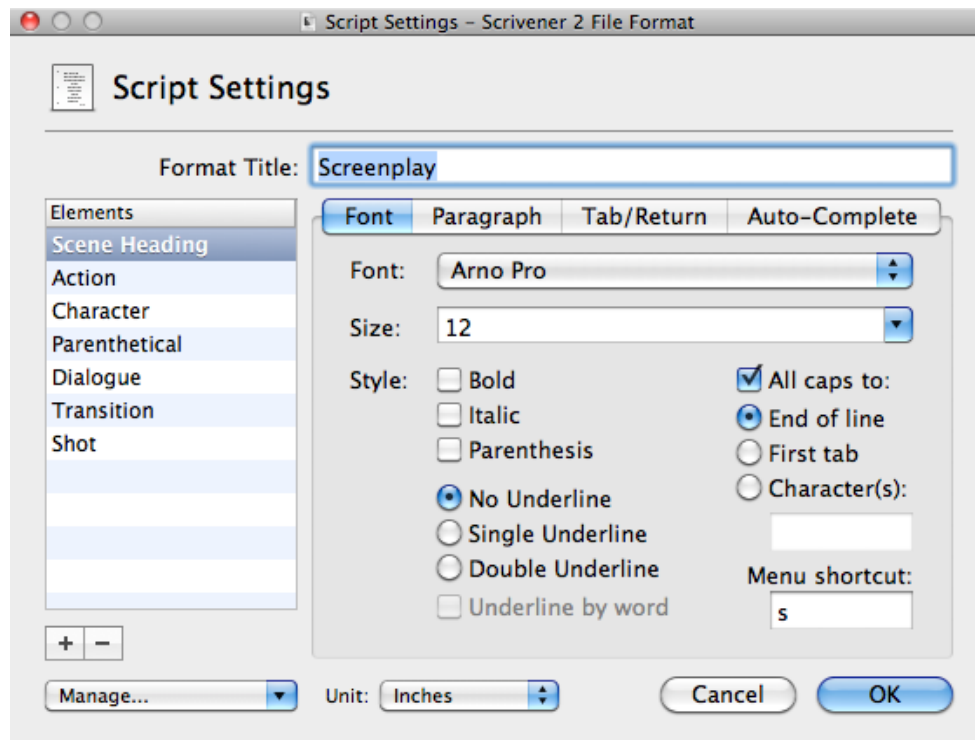 Script Settings – Scrivener 2 File Format
Script Settings
Format Title: Screenplay
Elements
Scene Heading
Action
Character
Parenthetical
Dialogue
Transition
Shot
Font Paragraph Tab/Return Auto-Complete
Font: Arno Pro
Size: 12
Style: Bold
Italic
Parenthesis
No Underline
Single Underline
Double Underline
Underline by word
All caps to:
End of line
First tab
Character(s):
Menu shortcut:
s
+ −
Manage... Unit: Inches Cancel OK